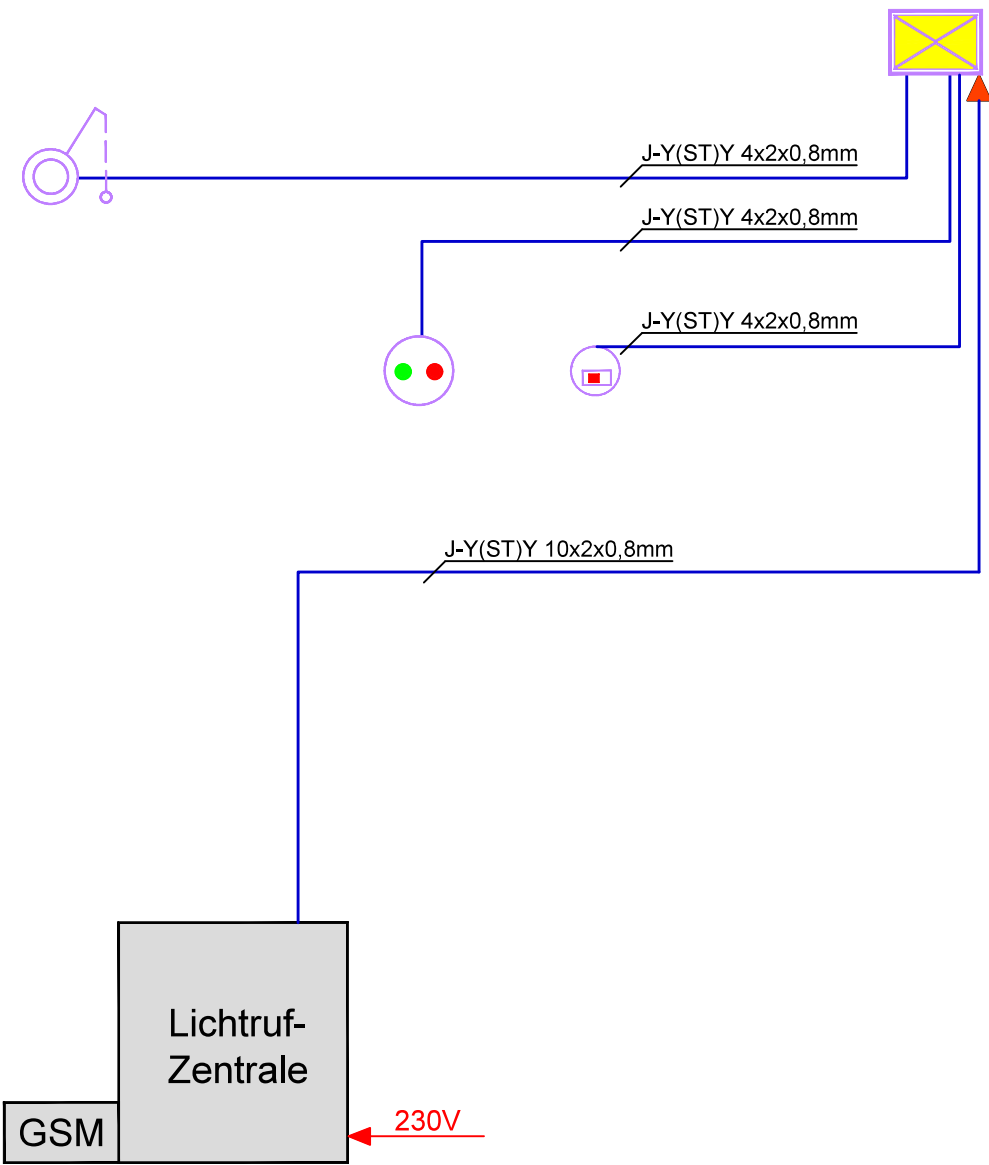 J-Y(ST)Y 4x2x0,8mm
J-Y(ST)Y 4x2x0,8mm
J-Y(ST)Y 4x2x0,8mm
J-Y(ST)Y 10x2x0,8mm
Lichtruf-
Zentrale
GSM
230V